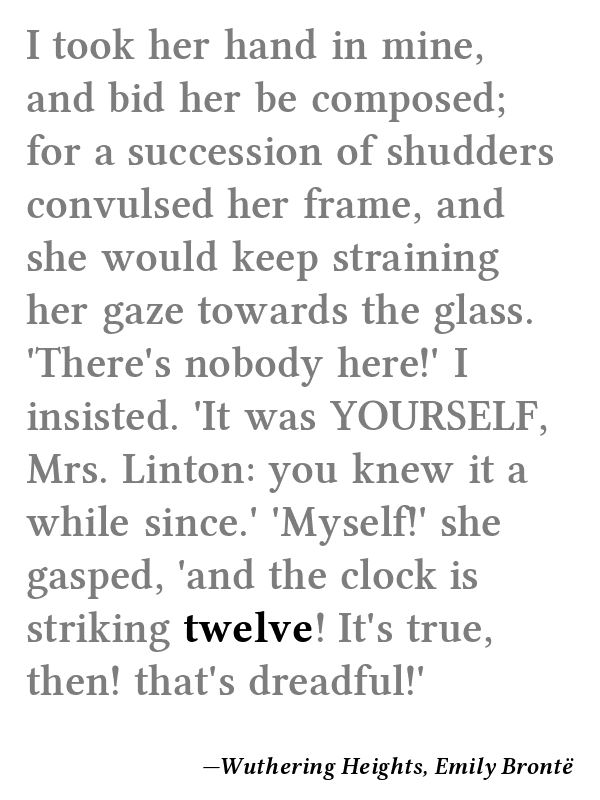 I took her hand in mine,
and bid her be composed;
for a succession of shudders
convulsed her frame, and
she would keep straining
her gaze towards the glass.
'There's nobody here!' I
insisted. 'It was YOURSELF,
Mrs. Linton: you knew it a
while since.' 'Myself!' she
gasped, 'and the clock is
striking twelve! It's true,
then! that's dreadful!'
—Wuthering Heights, Emily Brontë